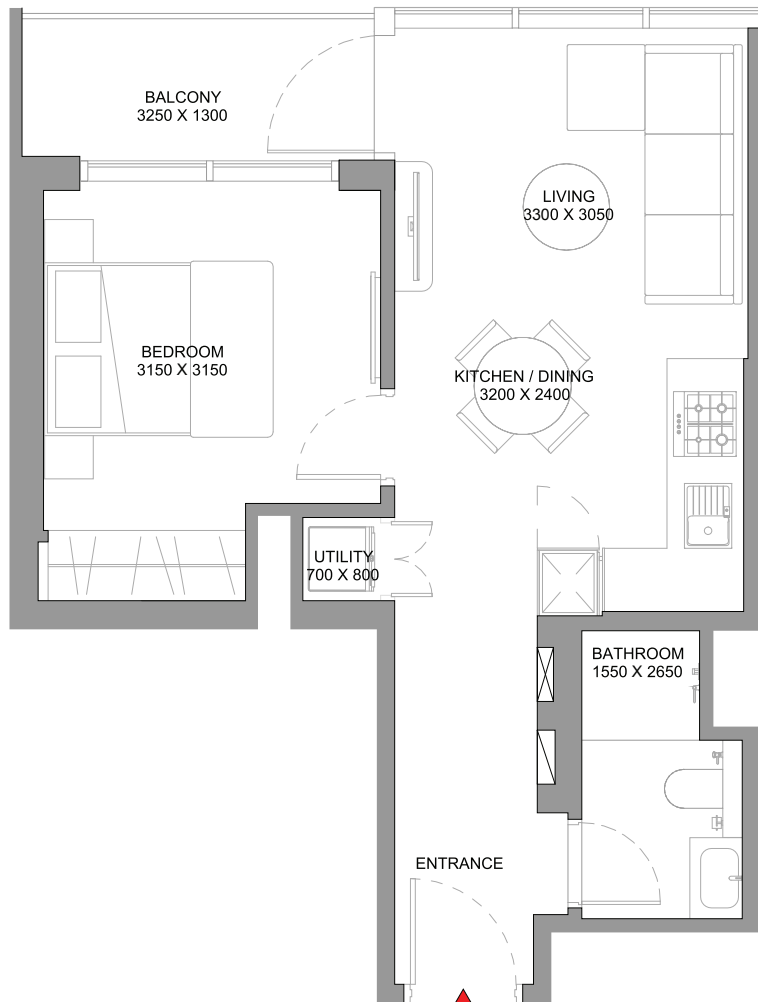 BALCONY
3250 X 1300
LIVING
3300 X 3050
BEDROOM
3150 X 3150
KITCHEN / DINING
3200 X 2400
UTILITY
700 X 800
BATHROOM
1550 X 2650
ENTRANCE